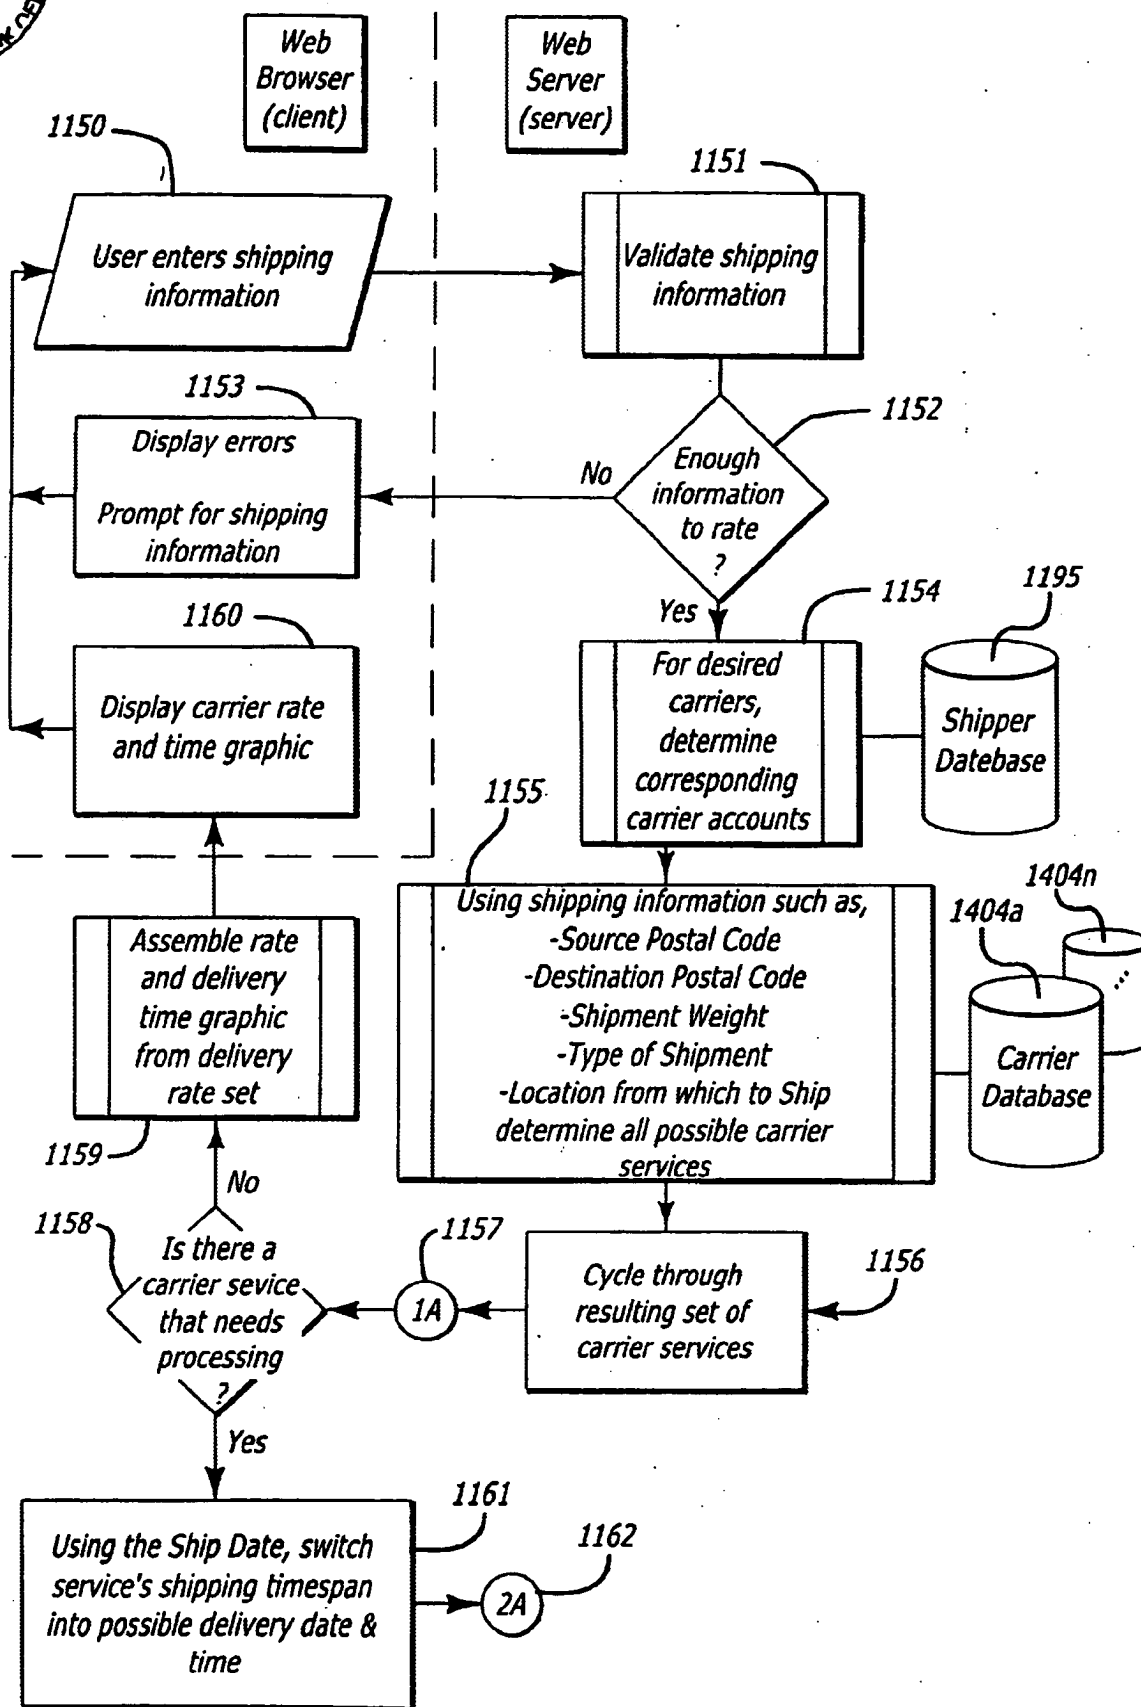 Web
Browser
(client)
Web
Server
(server)
1150
1151
User enters shipping
information
Validate shipping
information
1153
1152
Display errors
Prompt for shipping
information
No
Enough
information
to rate
?
Yes
1160
1154
1195
Display carrier rate
and time graphic
For desired
carriers,
determine
corresponding
carrier accounts
Shipper
Datebase
1155
1404n
1404a
Using shipping information such as,
-Source Postal Code
-Destination Postal Code
-Shipment Weight
-Type of Shipment
-Location from which to Ship
determine all possible carrier
services
Carrier
Database
...
Assemble rate
and delivery
time graphic
from delivery
rate set
1159
No
1158
1157
1156
Is there a
carrier sevice
that needs
processing
?
1A
Cycle through
resulting set of
carrier services
Yes
1161
1162
Using the Ship Date, switch
service's shipping timespan
into possible delivery date &
time
2A